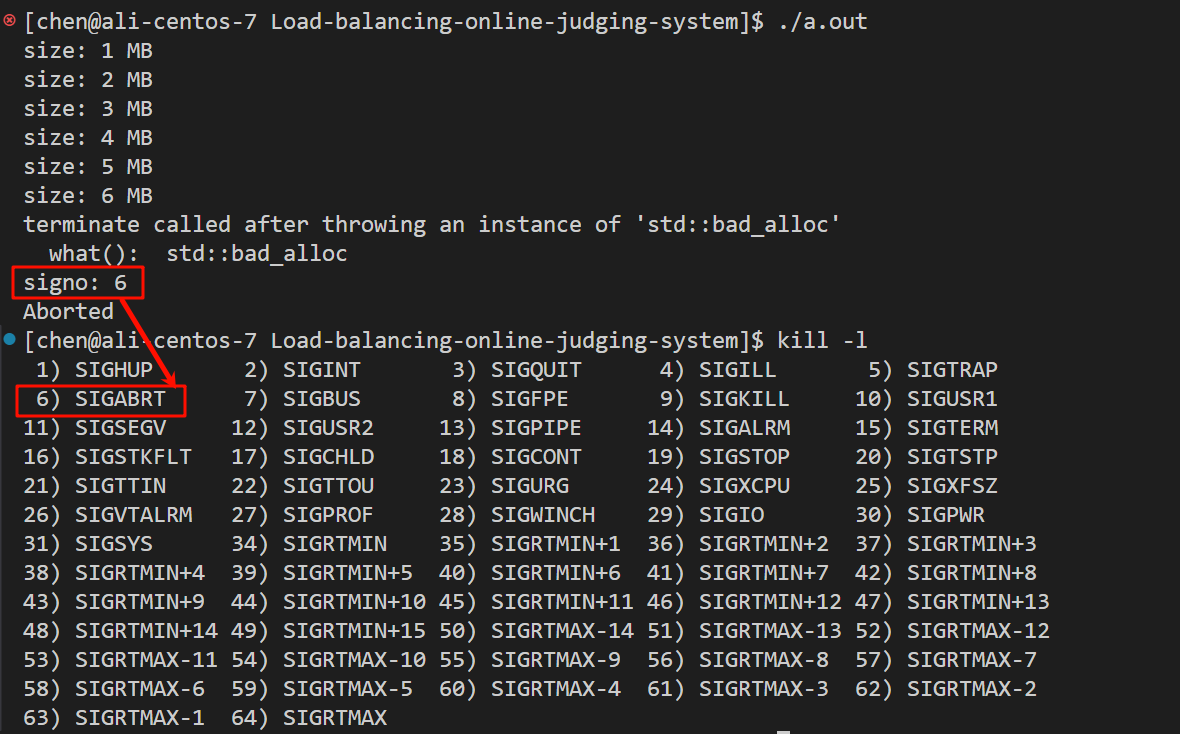 [chen@ali-centos-7 Load-balancing-online-judging-system]$ ./a.out
size: 1 MB
size: 2 MB
size: 3 MB
size: 4 MB
size: 5 MB
size: 6 MB
terminate called after throwing an instance of 'std::bad_alloc'
  what():  std::bad_alloc
signo: 6
Aborted
[chen@ali-centos-7 Load-balancing-online-judging-system]$ kill -l
 1) SIGHUP       2) SIGINT       3) SIGQUIT      4) SIGILL       5) SIGTRAP
 6) SIGABRT      7) SIGBUS       8) SIGFPE       9) SIGKILL     10) SIGUSR1
11) SIGSEGV     12) SIGUSR2     13) SIGPIPE     14) SIGALRM     15) SIGTERM
16) SIGSTKFLT   17) SIGCHLD     18) SIGCONT     19) SIGSTOP     20) SIGTSTP
21) SIGTTIN     22) SIGTTOU     23) SIGURG      24) SIGXCPU     25) SIGXFSZ
26) SIGVTALRM   27) SIGPROF     28) SIGWINCH    29) SIGIO       30) SIGPWR
31) SIGSYS      34) SIGRTMIN    35) SIGRTMIN+1  36) SIGRTMIN+2  37) SIGRTMIN+3
38) SIGRTMIN+4  39) SIGRTMIN+5  40) SIGRTMIN+6  41) SIGRTMIN+7  42) SIGRTMIN+8
43) SIGRTMIN+9  44) SIGRTMIN+10 45) SIGRTMIN+11 46) SIGRTMIN+12 47) SIGRTMIN+13
48) SIGRTMIN+14 49) SIGRTMIN+15 50) SIGRTMAX-14 51) SIGRTMAX-13 52) SIGRTMAX-12
53) SIGRTMAX-11 54) SIGRTMAX-10 55) SIGRTMAX-9  56) SIGRTMAX-8  57) SIGRTMAX-7
58) SIGRTMAX-6  59) SIGRTMAX-5  60) SIGRTMAX-4  61) SIGRTMAX-3  62) SIGRTMAX-2
63) SIGRTMAX-1  64) SIGRTMAX